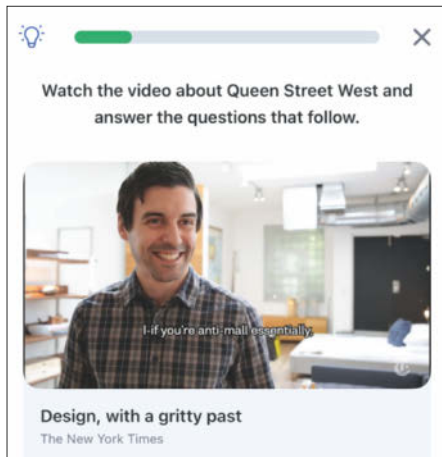 Watch the video about Queen Street West and
answer the questions that follow.
I-if you're anti-mall essentially,
Design, with a gritty past
The New York Times